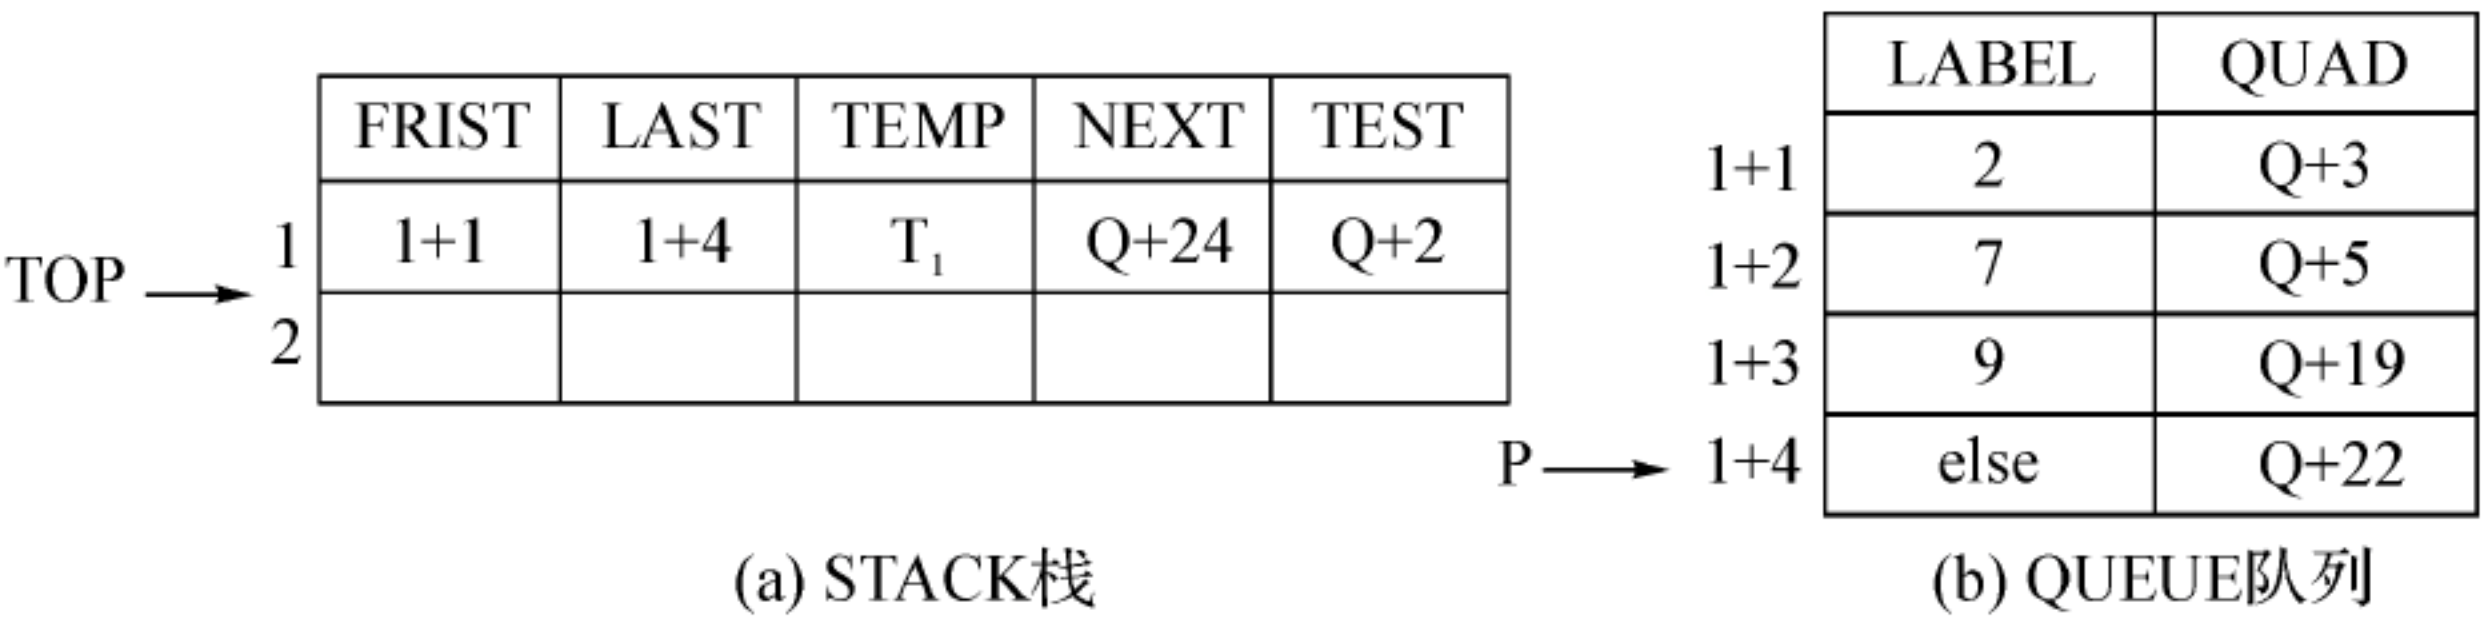 FRIST LAST TEMP NEXT TEST
1 1+1 1+4 T₁ Q+24 Q+2
TOP
2
(a) STACK栈
LABEL QUAD
1+1 2 Q+3
1+2 7 Q+5
1+3 9 Q+19
P 1+4 else Q+22
(b) QUEUE队列